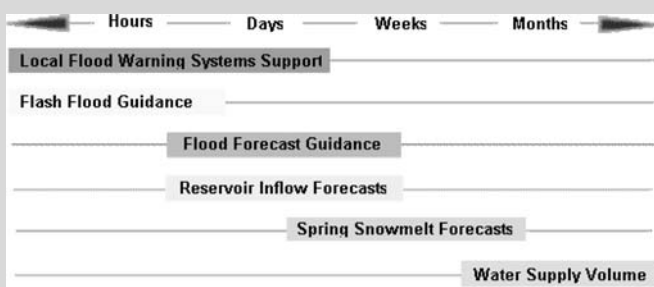 Hours Days Weeks Months
Local Flood Warning Systems Support
Flash Flood Guidance
Flood Forecast Guidance
Reservoir Inflow Forecasts
Spring Snowmelt Forecasts
Water Supply Volume